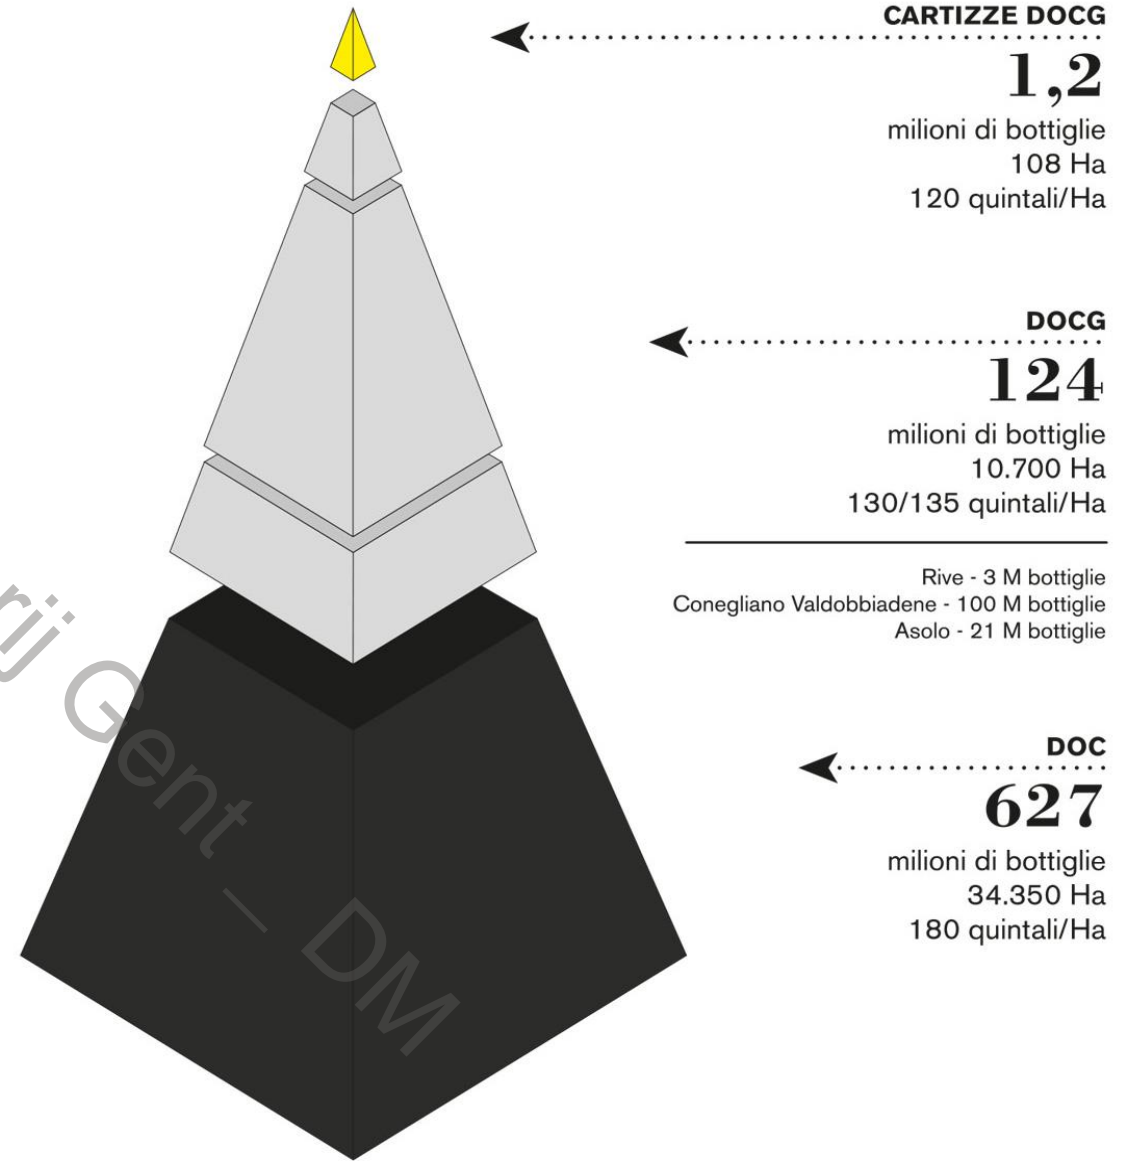 CARTIZZE DOCG
1,2
milioni di bottiglie
108 Ha
120 quintali/Ha
DOCG
124
milioni di bottiglie
10.700 Ha
130/135 quintali/Ha
Rive - 3 M bottiglie
Conegliano Valdobbiadene - 100 M bottiglie
Asolo - 21 M bottiglie
DOC
627
milioni di bottiglie
34.350 Ha
180 quintali/Ha
Gent _ DM